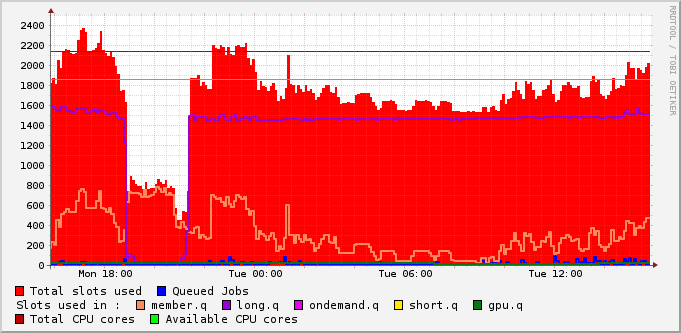 2400
2200
2000
1800
1600
1400
1200
1000
800
600
400
200
0
Mon 18:00 Tue 00:00 Tue 06:00 Tue 12:00
Total slots used Queued Jobs
Slots used in : member.q long.q ondemand.q short.q gpu.q
Total CPU cores Available CPU cores
RRDTOOL / TOBI OETIKER